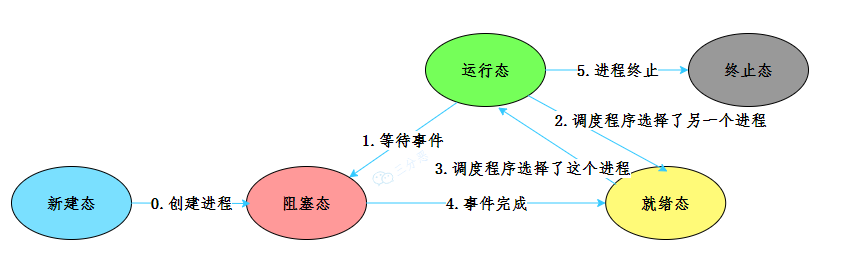 运行态
5.进程终止
终止态
2.调度程序选择了另一个进程
1.等待事件
3.调度程序选择了这个进程
新建态
0.创建进程
阻塞态
4.事件完成
就绪态